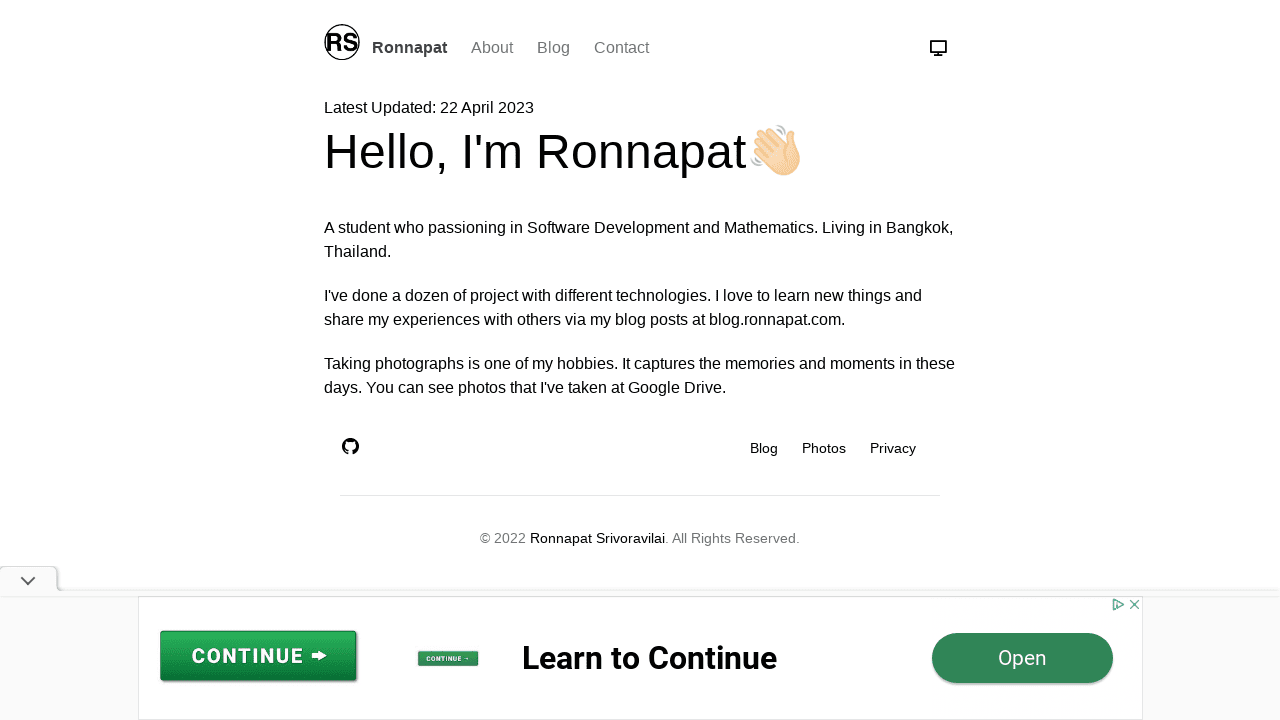 RS Ronnapat About Blog Contact
Latest Updated: 22 April 2023
Hello, I'm Ronnapat👋🏻
A student who passioning in Software Development and Mathematics. Living in Bangkok,
Thailand.
I've done a dozen of project with different technologies. I love to learn new things and
share my experiences with others via my blog posts at blog.ronnapat.com.
Taking photographs is one of my hobbies. It captures the memories and moments in these
days. You can see photos that I've taken at Google Drive.
Blog Photos Privacy
© 2022 Ronnapat Srivoravilai. All Rights Reserved.
CONTINUE
CONTINUE
Learn to Continue
Open